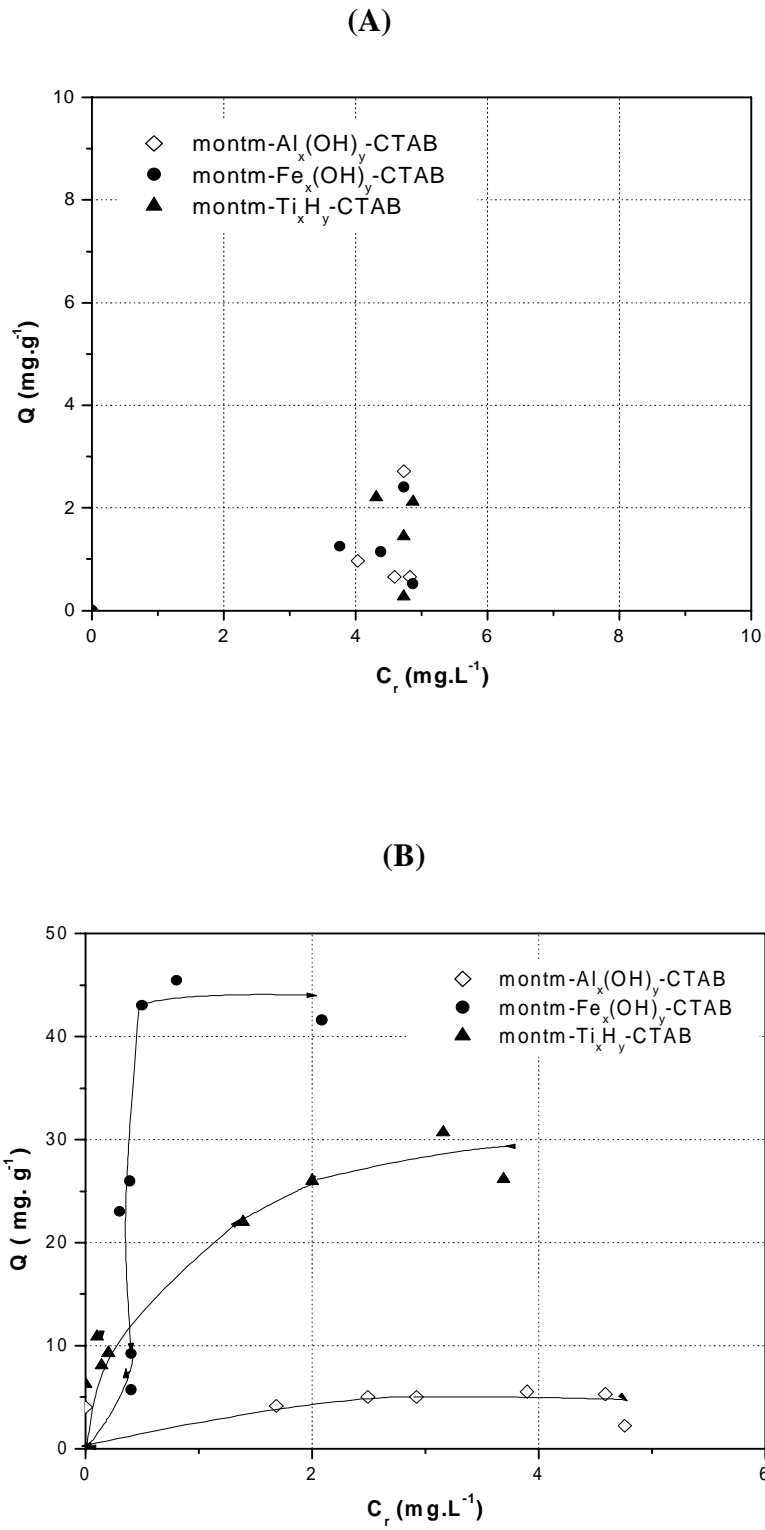 (A)
10
8
6
4
2
0
Q (mg.g-1)
montm-Alx(OH)y-CTAB
montm-Fex(OH)y-CTAB
montm-TixHy-CTAB
0 2 4 6 8 10
Cr (mg.L-1)
(B)
50
40
30
20
10
0
Q ( mg. g-1)
montm-Alx(OH)y-CTAB
montm-Fex(OH)y-CTAB
montm-TixHy-CTAB
0 2 4 6
Cr (mg.L-1)